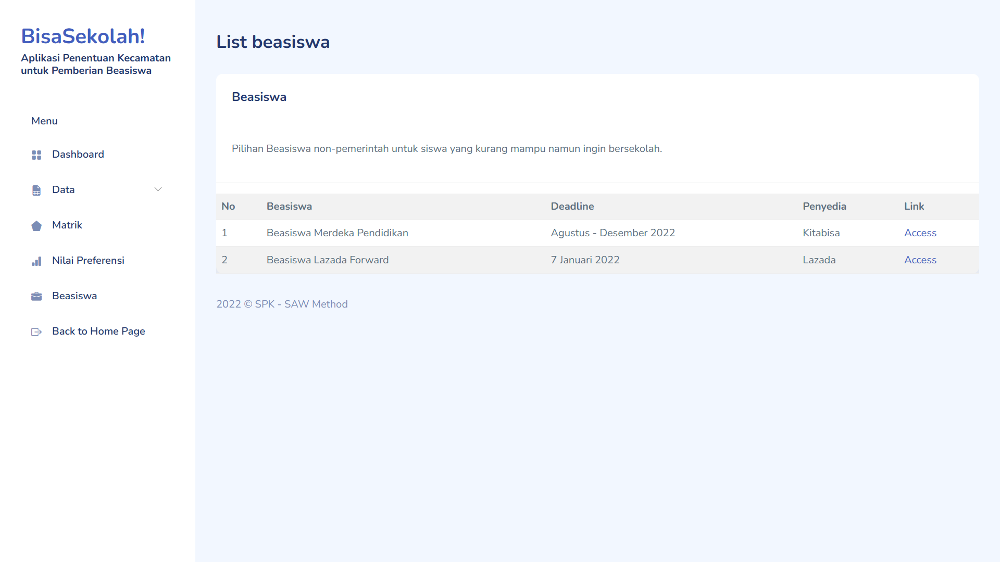 BisaSekolah!
Aplikasi Penentuan Kecamatan
untuk Pemberian Beasiswa
Menu
Dashboard
Data
Matrik
Nilai Preferensi
Beasiswa
Back to Home Page
List beasiswa
Beasiswa
Pilihan Beasiswa non-pemerintah untuk siswa yang kurang mampu namun ingin bersekolah.
No Beasiswa Deadline Penyedia Link
1 Beasiswa Merdeka Pendidikan Agustus - Desember 2022 Kitabisa Access
2 Beasiswa Lazada Forward 7 Januari 2022 Lazada Access
2022 © SPK - SAW Method